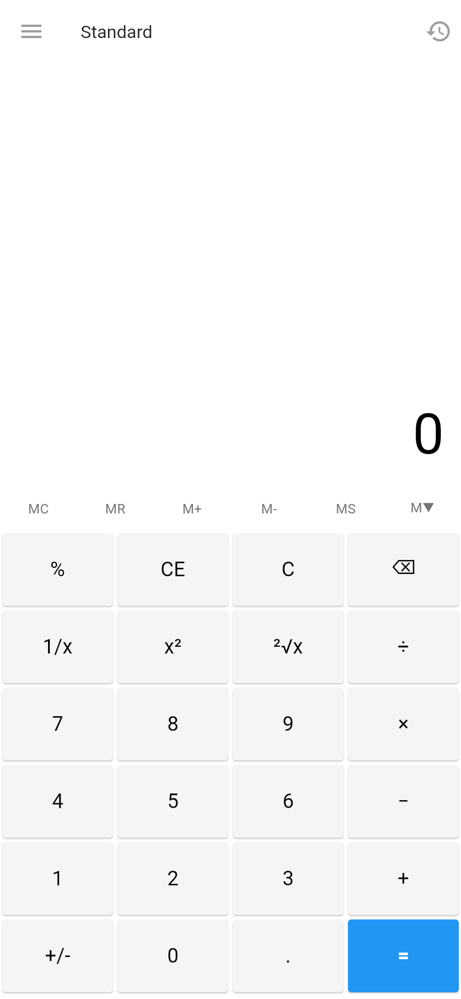 Standard
0
MC MR M+ M- MS M▼
% CE C
1/x x² ²√x ÷
7 8 9 ×
4 5 6 −
1 2 3 +
+/- 0 . =